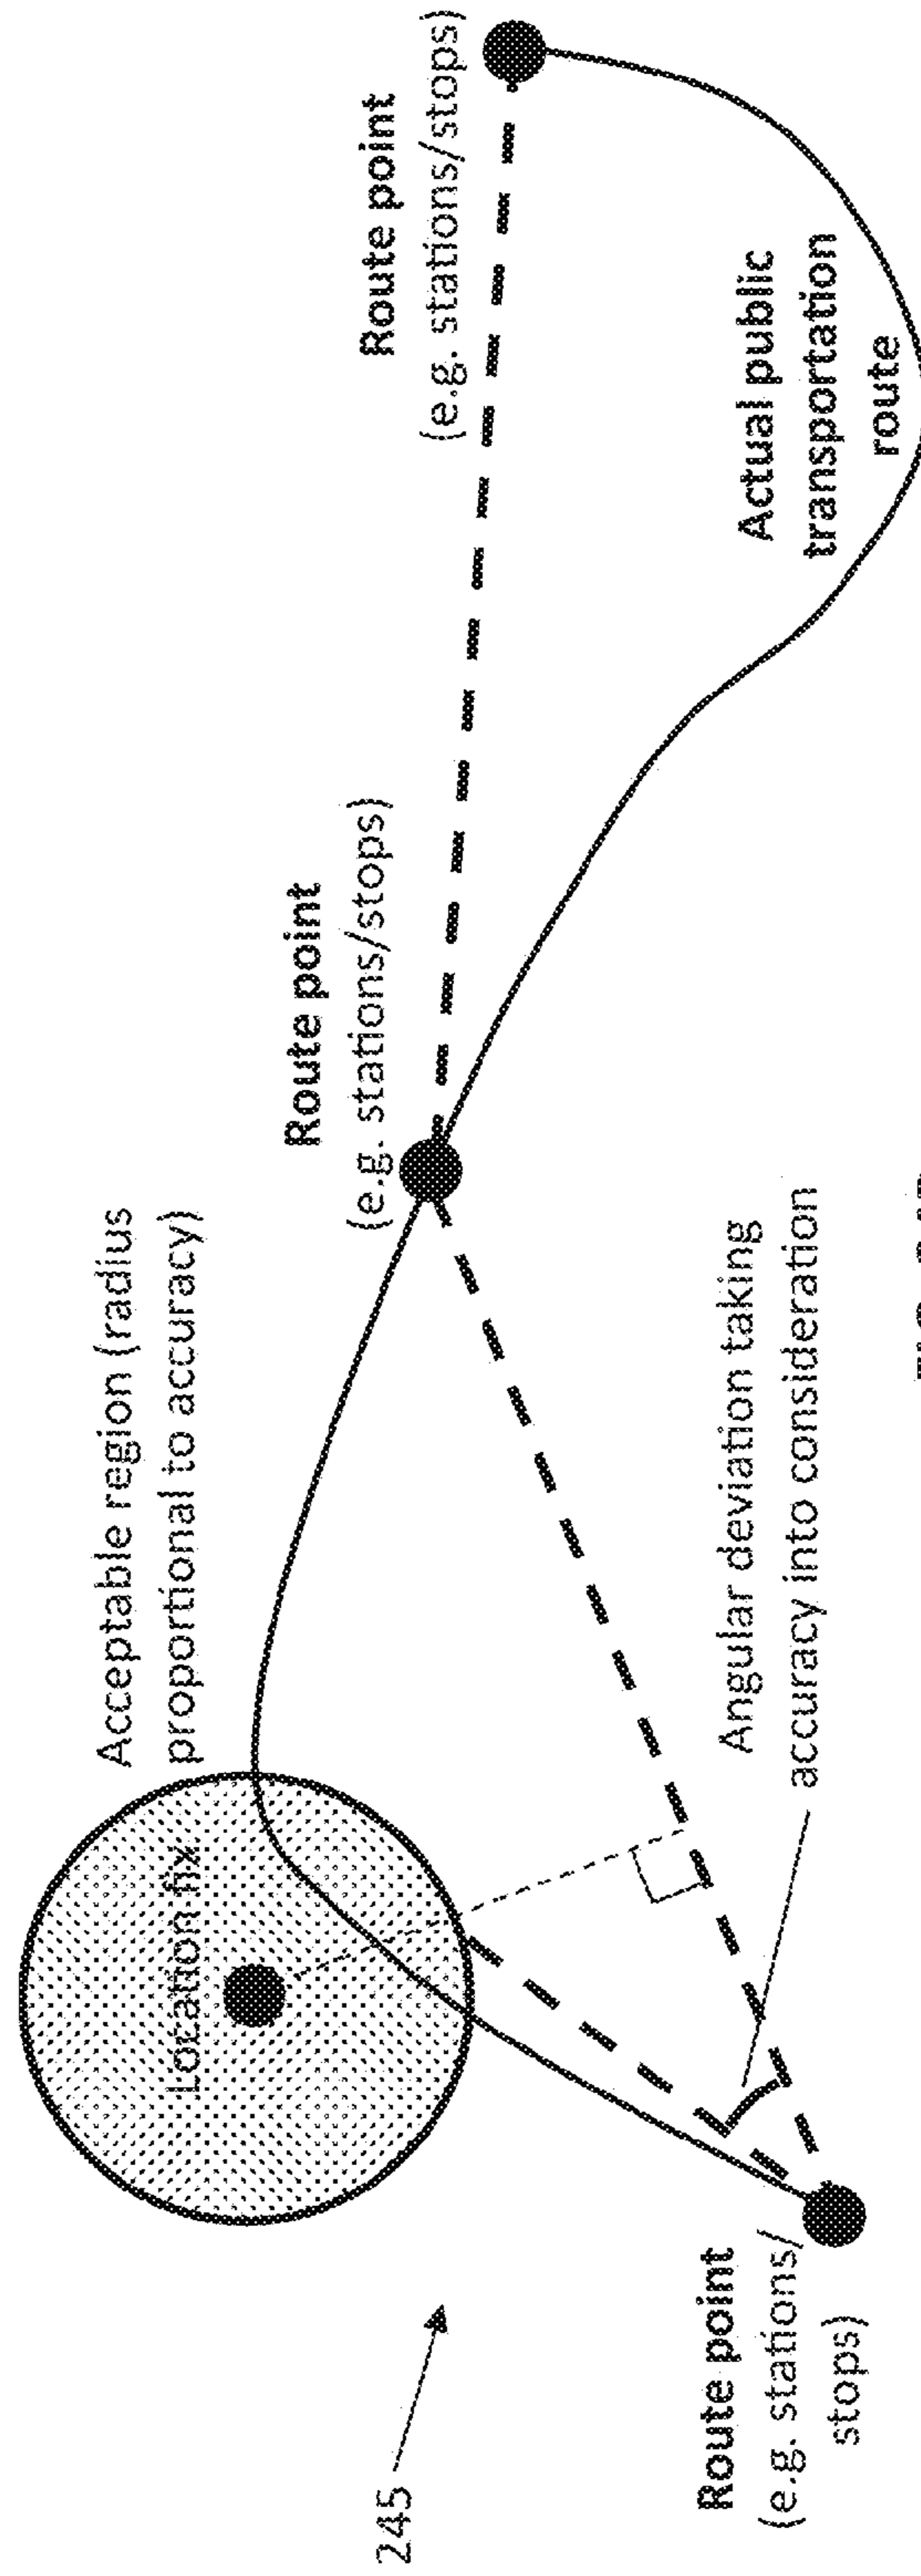 Acceptable region (radius
proportional to accuracy)
Location fix
Route point
(e.g. stations/stops)
Route point
(e.g. stations/stops)
245
Route point
(e.g. stations/
stops)
Angular deviation taking
accuracy into consideration
Actual public
transportation
route